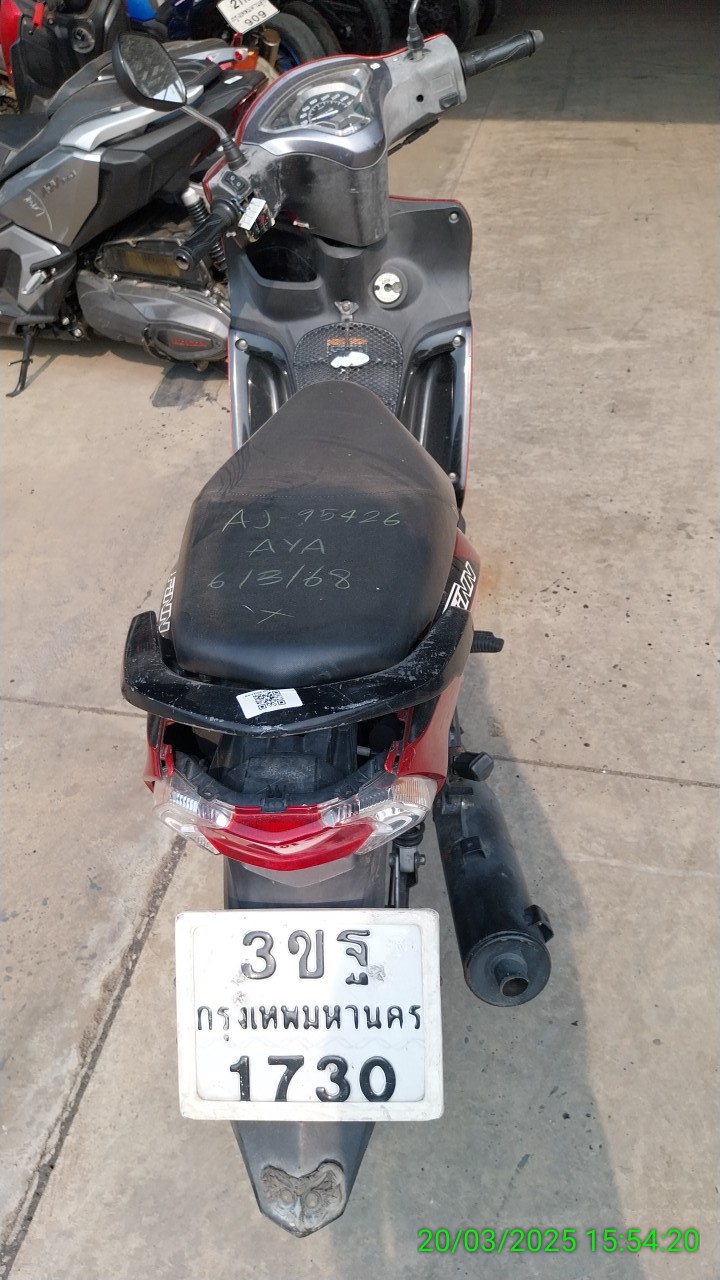 AJ-95426
AYA
6/3/68
X
3ขฐ
กรุงเทพมหานคร
1730
20/03/2025 15:54:20